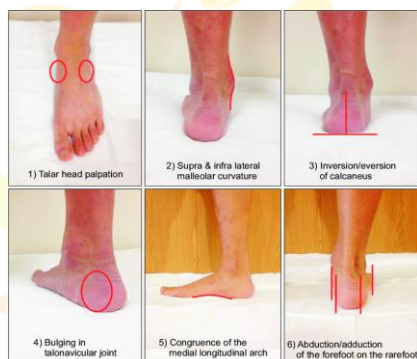 1) Talar head palpation
2) Supra & infra lateral
malleolar curvature
3) Inversion/eversion
of calcaneus
4) Bulging in
talonavicular joint
5) Congruence of the
medial longitudinal arch
6) Abduction/adduction
of the forefoot on the rarefoot